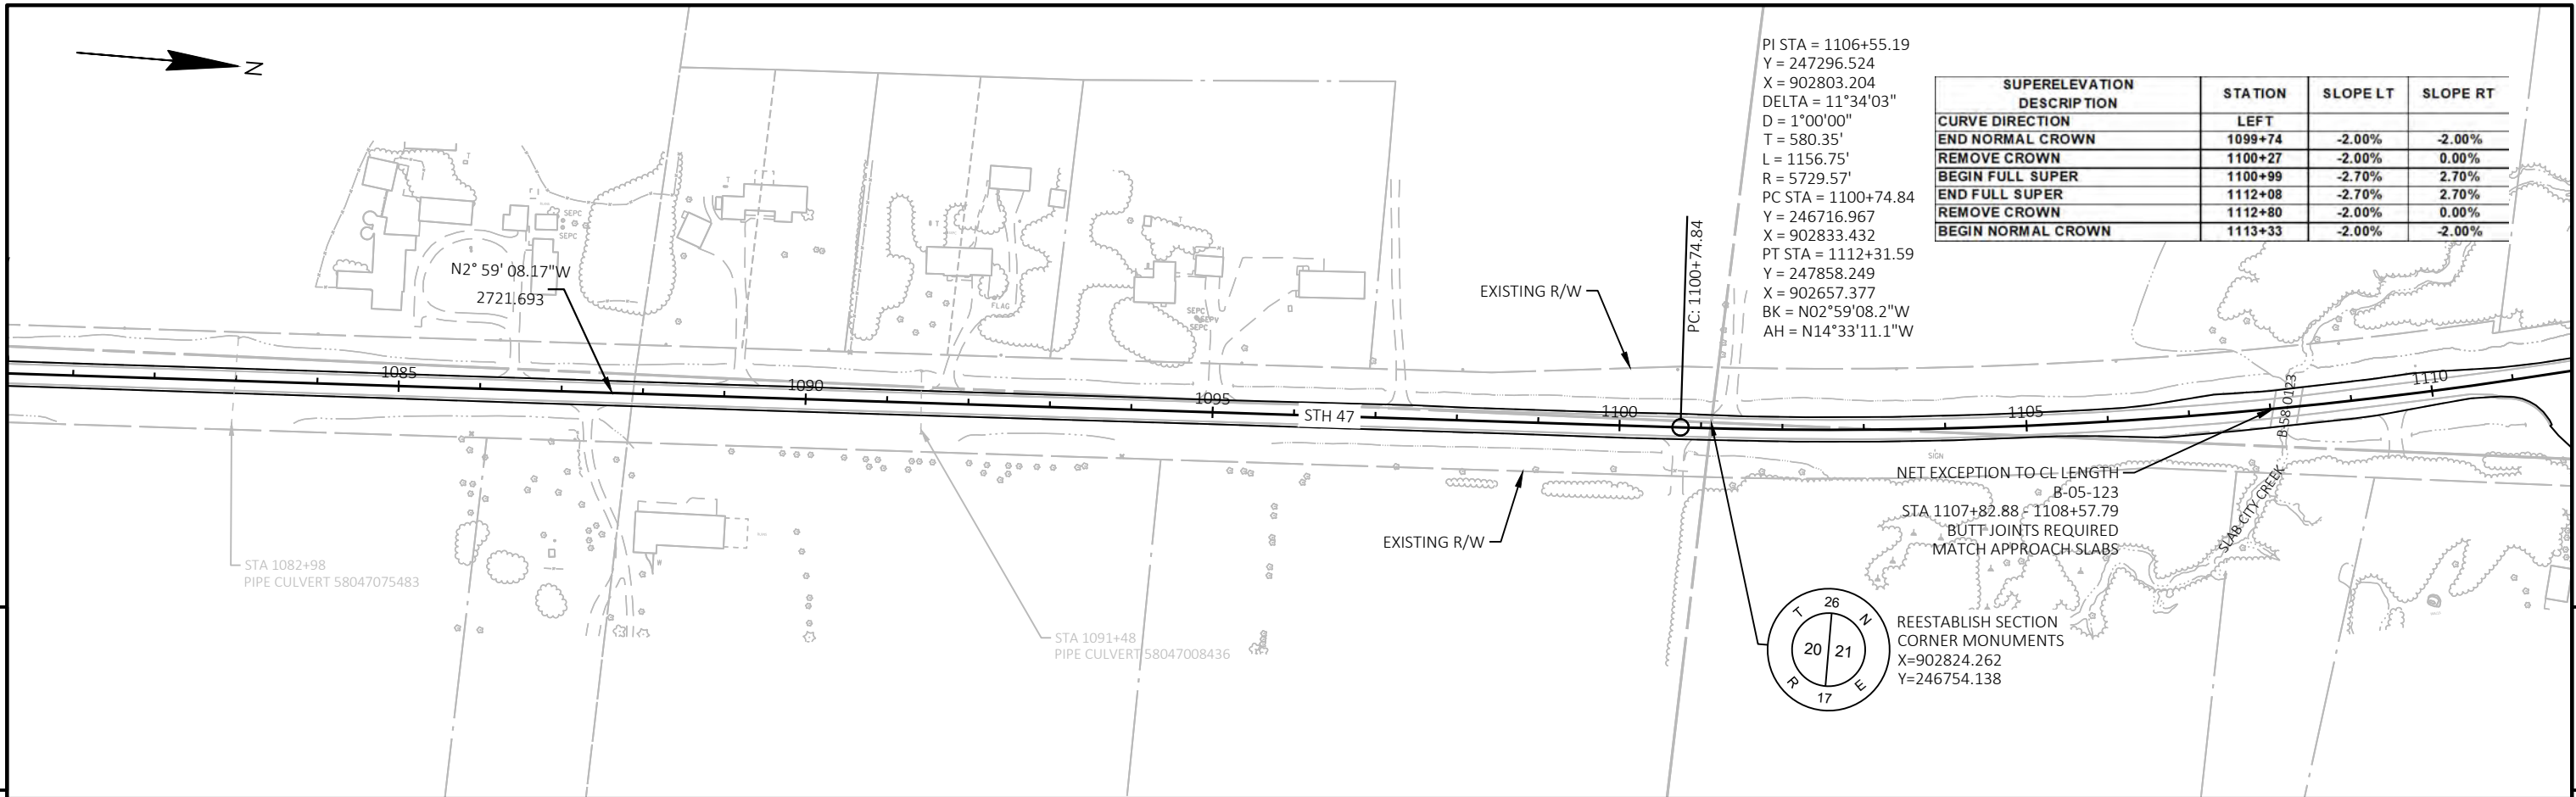 N
PI STA = 1106+55.19
Y = 247296.524
X = 902803.204
DELTA = 11°34'03"
D = 1°00'00"
T = 580.35'
L = 1156.75'
R = 5729.57'
PC STA = 1100+74.84
Y = 246716.967
X = 902833.432
PT STA = 1112+31.59
Y = 247858.249
X = 902657.377
BK = N02°59'08.2"W
AH = N14°33'11.1"W
SUPERELEVATION DESCRIPTION STATION SLOPE LT SLOPE RT
CURVE DIRECTION LEFT
END NORMAL CROWN 1099+74 -2.00% -2.00%
REMOVE CROWN 1100+27 -2.00% 0.00%
BEGIN FULL SUPER 1100+99 -2.70% 2.70%
END FULL SUPER 1112+08 -2.70% 2.70%
REMOVE CROWN 1112+80 -2.00% 0.00%
BEGIN NORMAL CROWN 1113+33 -2.00% -2.00%
SEPC
SEPC
N2° 59' 08.17"W
2721.693
FLAG
SEPC
SEPV
SEPC
EXISTING R/W
PC: 1100+74.84
1085
1090
1095
STH 47
1100
1105
1110
B-58-0123
SIGN
SLAB CITY CREEK
EXISTING R/W
NET EXCEPTION TO CL LENGTH
B-05-123
STA 1107+82.88 - 1108+57.79
BUTT JOINTS REQUIRED
MATCH APPROACH SLABS
STA 1082+98
PIPE CULVERT 58047075483
STA 1091+48
PIPE CULVERT 58047008436
T 26 N
20 21
R 17 E
REESTABLISH SECTION
CORNER MONUMENTS
X=902824.262
Y=246754.138